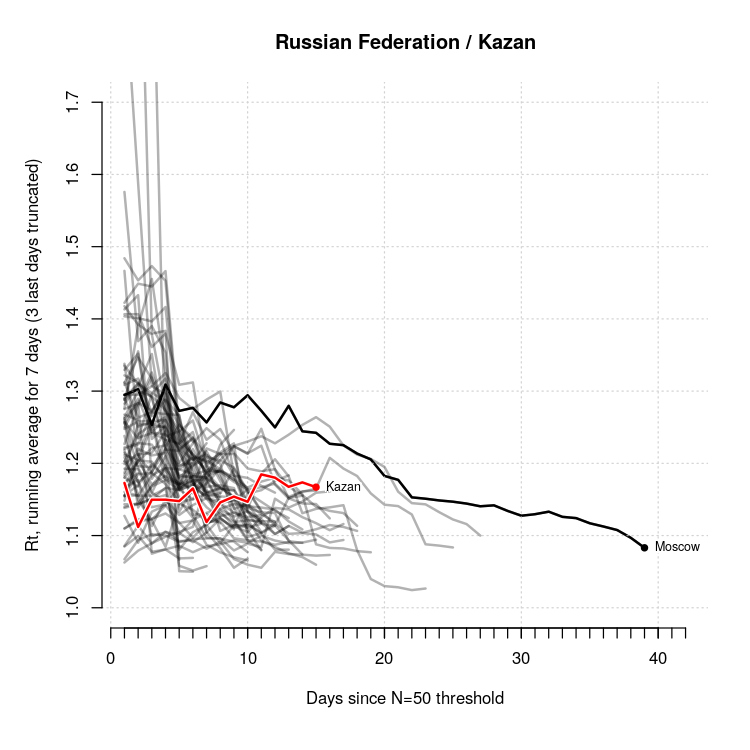 Russian Federation / Kazan
Rt, running average for 7 days (3 last days truncated)
1.7
1.6
1.5
1.4
1.3
1.2
1.1
1.0
Kazan
Moscow
0 10 20 30 40
Days since N=50 threshold